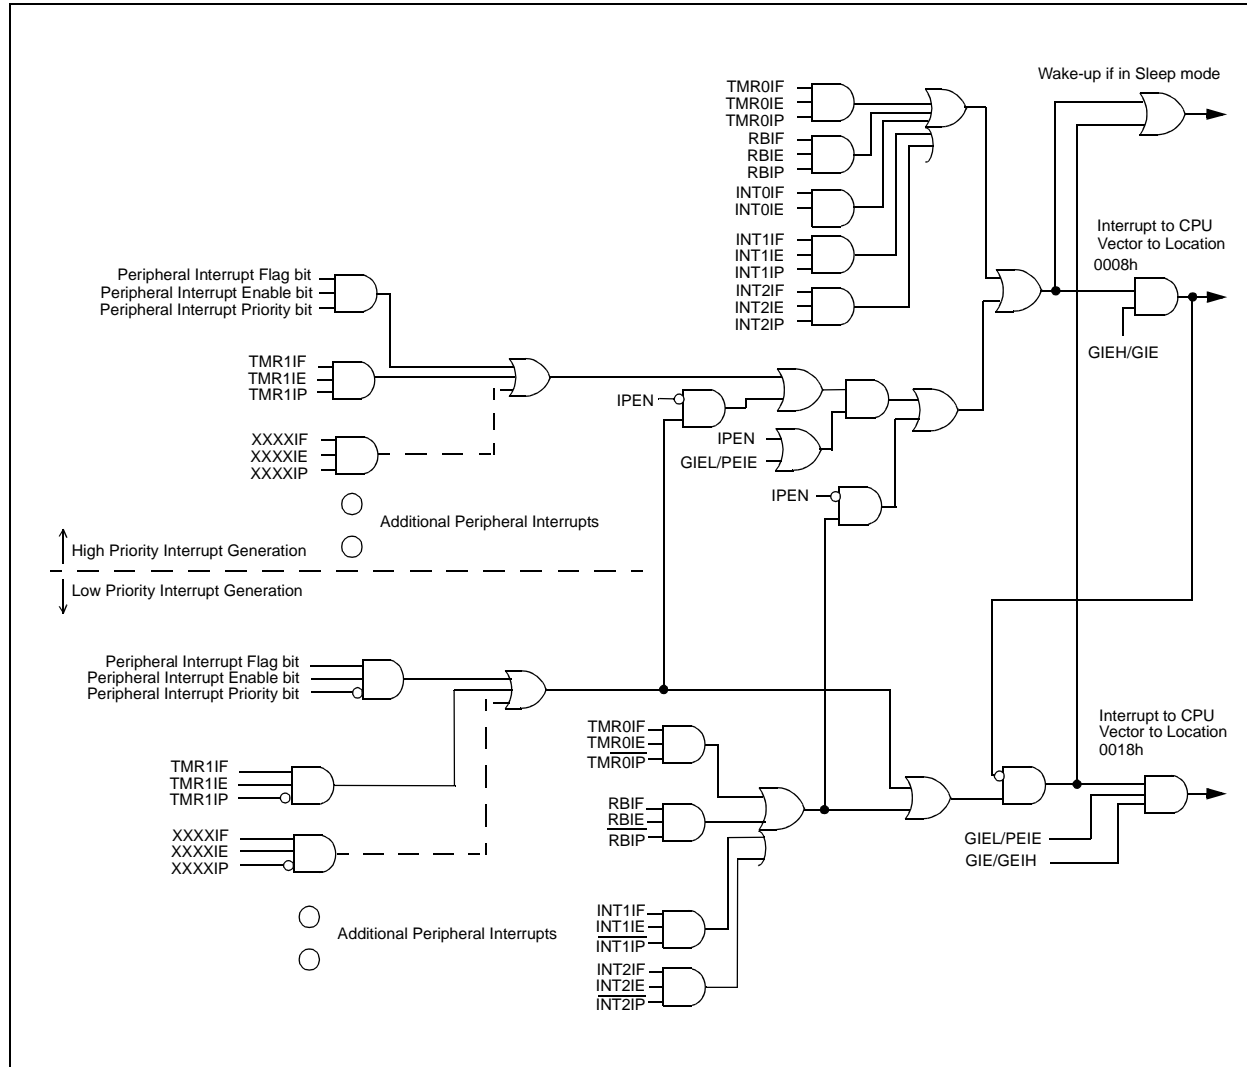 Wake-up if in Sleep mode
TMR0IF
TMR0IE
TMR0IP
RBIF
RBIE
RBIP
INT0IF
INT0IE
INT1IF
INT1IE
INT1IP
INT2IF
INT2IE
INT2IP
Interrupt to CPU
Vector to Location
0008h
GIEH/GIE
Peripheral Interrupt Flag bit
Peripheral Interrupt Enable bit
Peripheral Interrupt Priority bit
TMR1IF
TMR1IE
TMR1IP
XXXXIF
XXXXIE
XXXXIP
IPEN
IPEN
GIEL/PEIE
IPEN
Additional Peripheral Interrupts
High Priority Interrupt Generation
Low Priority Interrupt Generation
Peripheral Interrupt Flag bit
Peripheral Interrupt Enable bit
Peripheral Interrupt Priority bit
TMR1IF
TMR1IE
TMR1IP
XXXXIF
XXXXIE
XXXXIP
Additional Peripheral Interrupts
TMR0IF
TMR0IE
TMR0IP
RBIF
RBIE
RBIP
INT1IF
INT1IE
INT1IP
INT2IF
INT2IE
INT2IP
Interrupt to CPU
Vector to Location
0018h
GIEL/PEIE
GIE/GEIH